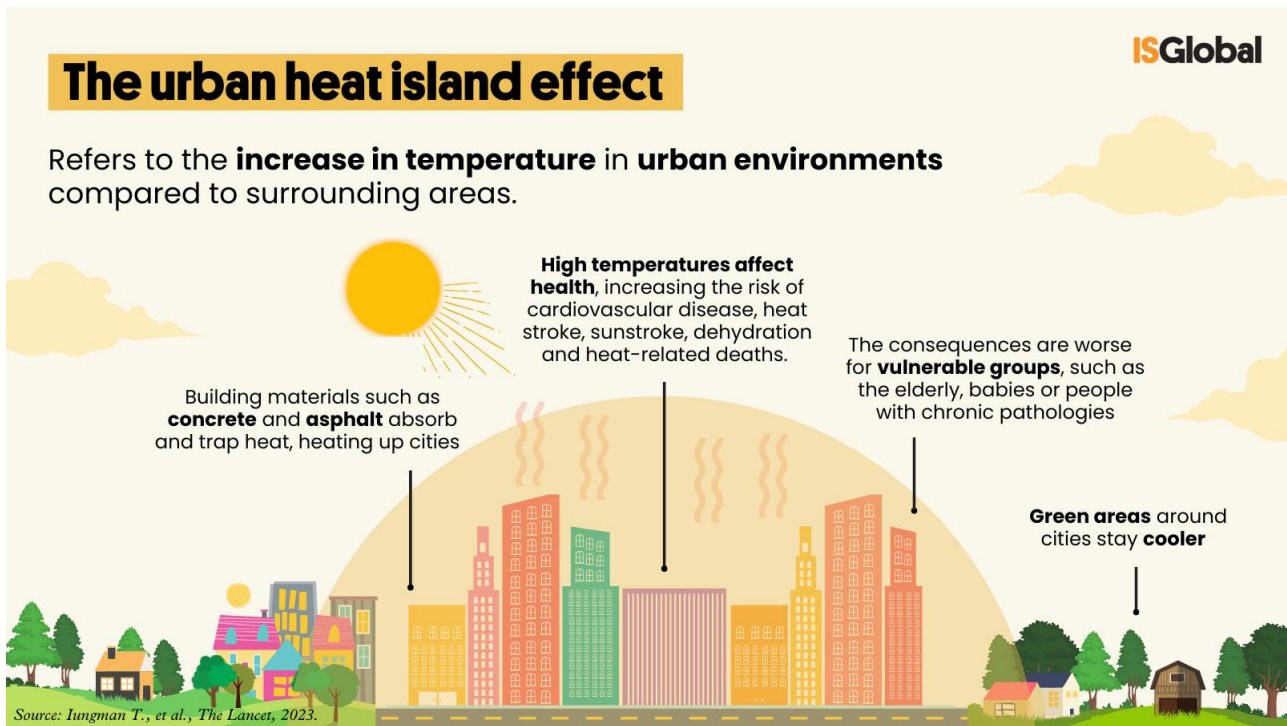 ISGlobal
The urban heat island effect
Refers to the increase in temperature in urban environments
compared to surrounding areas.
High temperatures affect
health, increasing the risk of
cardiovascular disease, heat
stroke, sunstroke, dehydration
and heat-related deaths.
The consequences are worse
for vulnerable groups, such as
the elderly, babies or people
with chronic pathologies
Building materials such as
concrete and asphalt absorb
and trap heat, heating up cities
Green areas around
cities stay cooler
Source: Iungman T., et al., The Lancet, 2023.